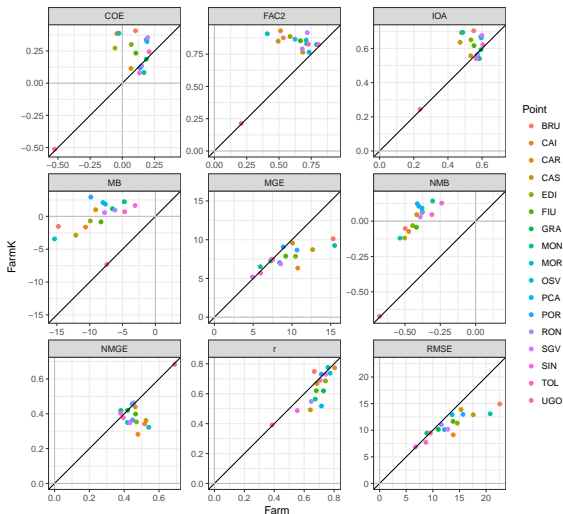 COE
FAC2
IOA
0.25
0.00
−0.25
−0.50
0.75
0.50
0.25
0.00
0.6
0.4
0.2
0.0
−0.50
−0.25
0.00
0.25
0.00
0.25
0.50
0.75
0.0
0.2
0.4
0.6
MB
MGE
NMB
0
−5
−10
−15
15
10
5
0
0.00
−0.25
−0.50
−15
−10
−5
0
0
5
10
15
−0.50
−0.25
0.00
NMGE
r
RMSE
0.6
0.4
0.2
0.0
0.8
0.6
0.4
0.2
0.0
20
15
10
5
0
0.0
0.2
0.4
0.6
0.0
0.2
0.4
0.6
0.8
0
5
10
15
20
Farm
FarmK
Point
BRU
CAI
CAR
CAS
EDI
FIU
GRA
MON
MOR
OSV
PCA
POR
RON
SGV
SIN
TOL
UGO